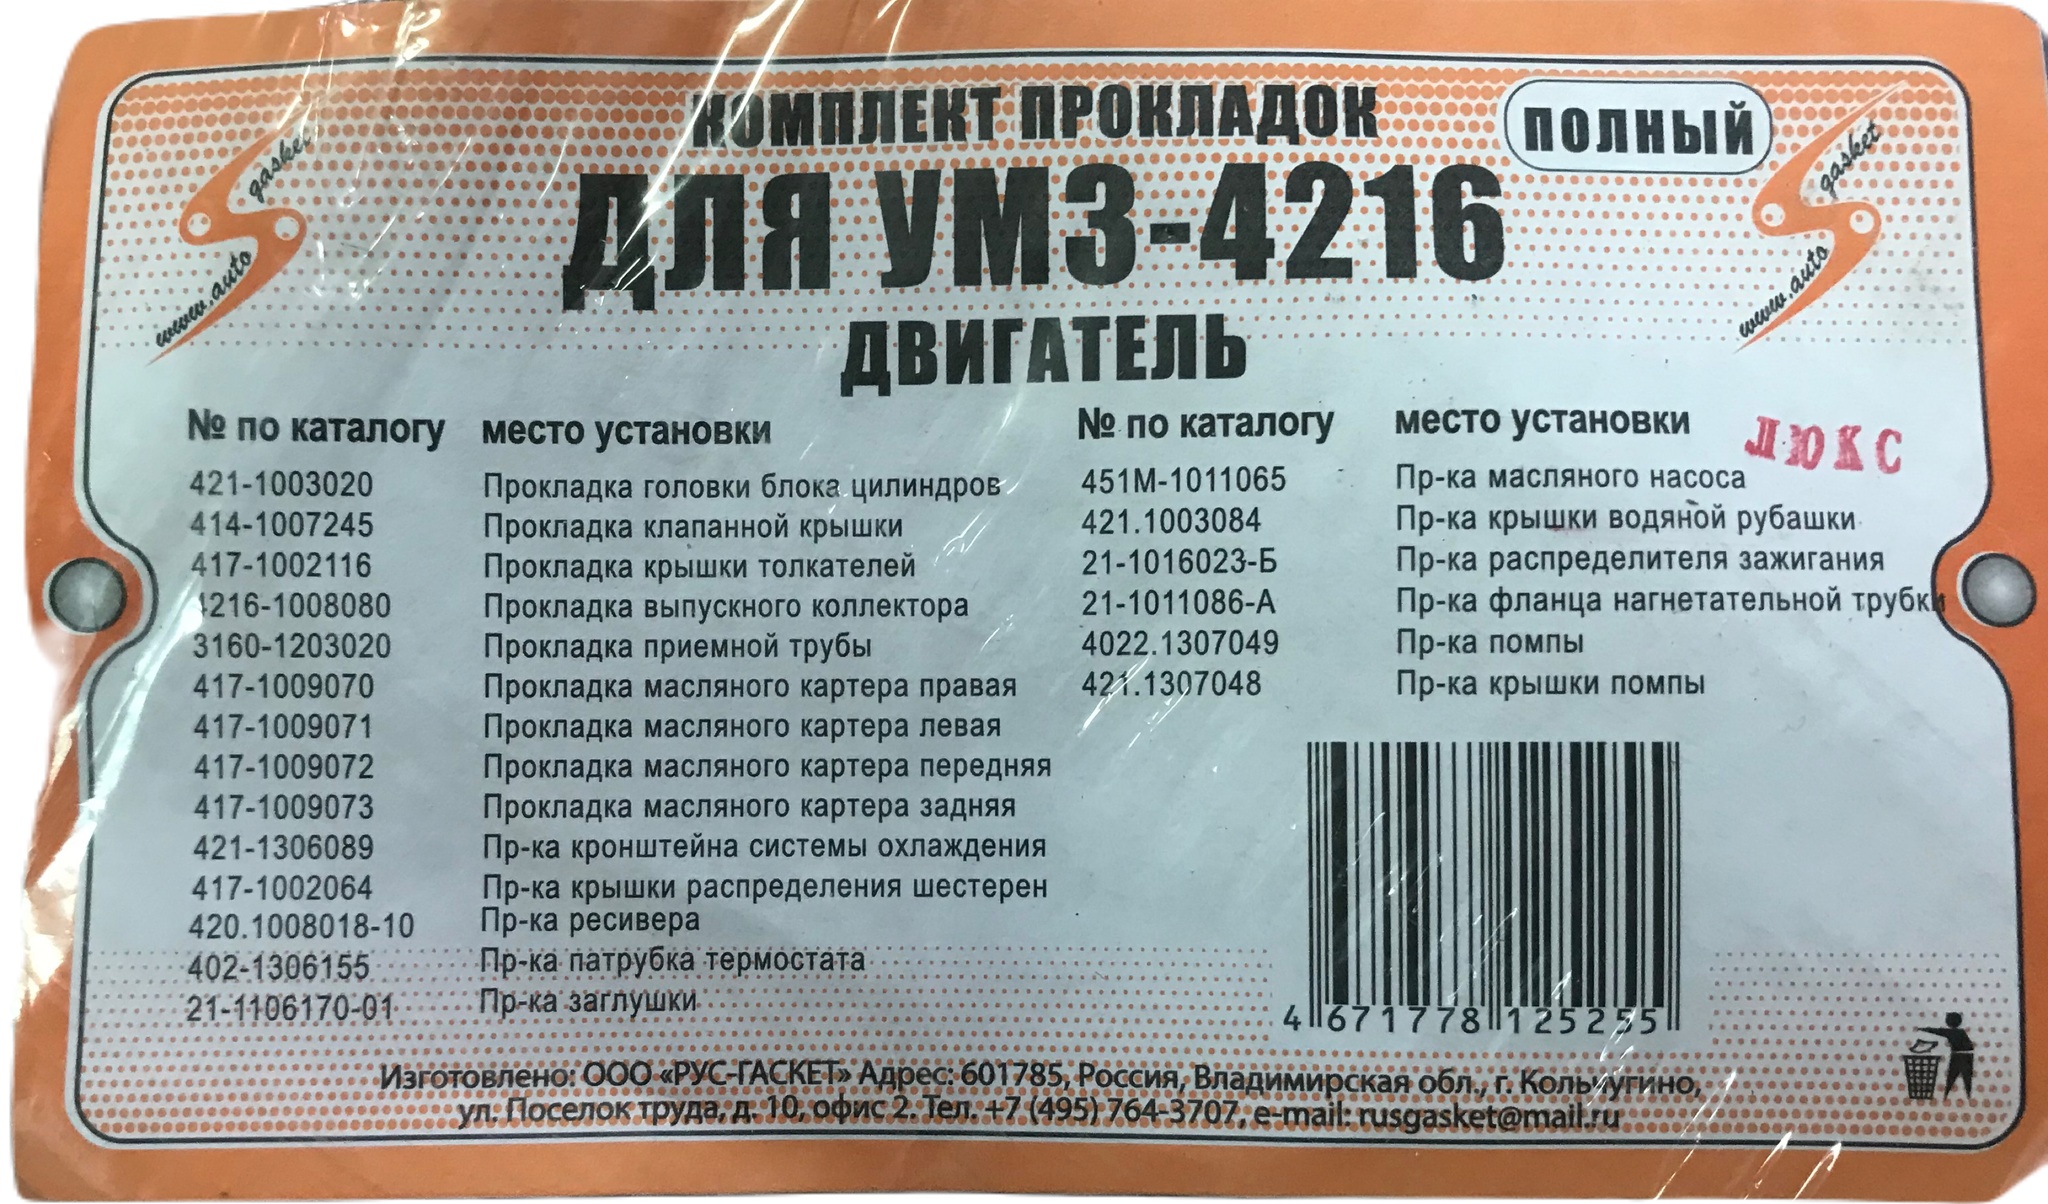 КОМПЛЕКТ ПРОКЛАДОК
ПОЛНЫЙ
ДЛЯ УМЗ-4216
ДВИГАТЕЛЬ
www.auto gasket
www.auto gasket
№ по каталогу место установки
421-1003020 Прокладка головки блока цилиндров
414-1007245 Прокладка клапанной крышки
417-1002116 Прокладка крышки толкателей
4216-1008080 Прокладка выпускного коллектора
3160-1203020 Прокладка приемной трубы
417-1009070 Прокладка масляного картера правая
417-1009071 Прокладка масляного картера левая
417-1009072 Прокладка масляного картера передняя
417-1009073 Прокладка масляного картера задняя
421-1306089 Пр-ка кронштейна системы охлаждения
417-1002064 Пр-ка крышки распределения шестерен
420.1008018-10 Пр-ка ресивера
402-1306155 Пр-ка патрубка термостата
21-1106170-01 Пр-ка заглушки
№ по каталогу место установки
ЛЮКС
451М-1011065 Пр-ка масляного насоса
421.1003084 Пр-ка крышки водяной рубашки
21-1016023-Б Пр-ка распределителя зажигания
21-1011086-А Пр-ка фланца нагнетательной трубки
4022.1307049 Пр-ка помпы
421.1307048 Пр-ка крышки помпы
4 671778 125255
Изготовлено: ООО «РУС-ГАСКЕТ» Адрес: 601785, Россия, Владимирская обл., г. Кольчугино,
ул. Поселок труда, д. 10, офис 2. Тел. +7 (495) 764-3707, e-mail: rusgasket@mail.ru